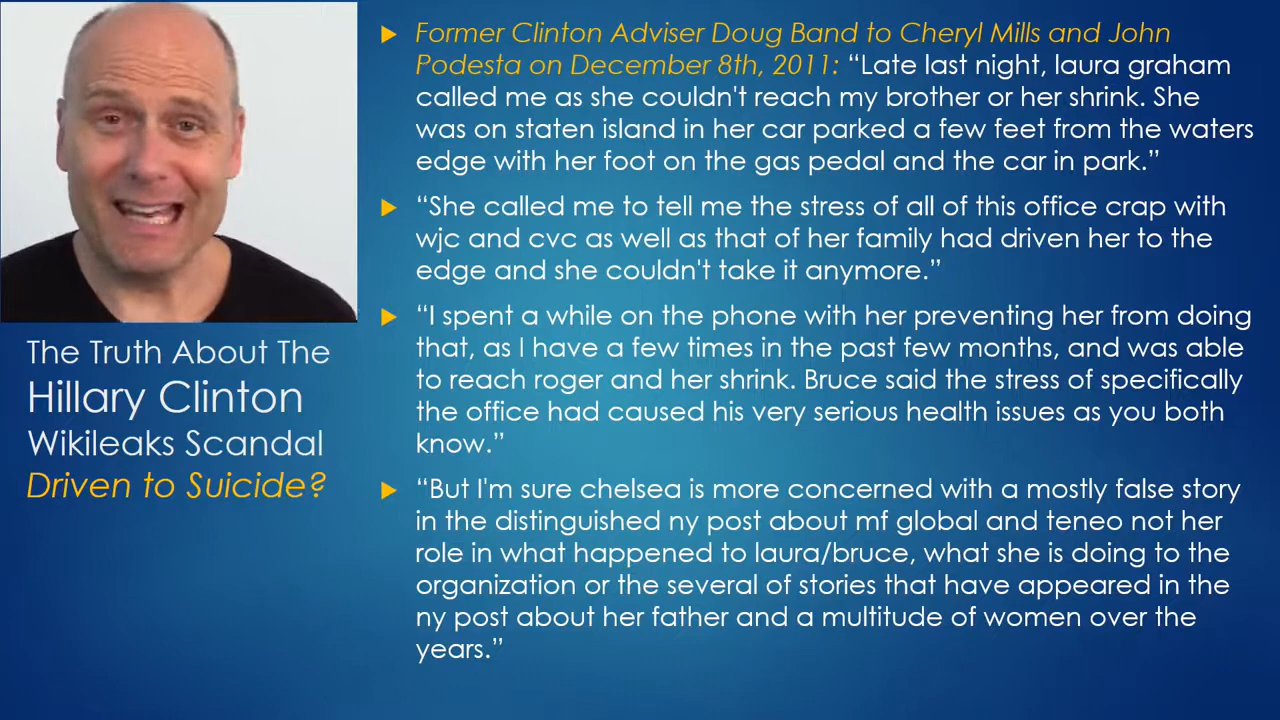 Former Clinton Adviser Doug Band to Cheryl Mills and John
Podesta on December 8th, 2011: “Late last night, laura graham
called me as she couldn't reach my brother or her shrink. She
was on staten island in her car parked a few feet from the waters
edge with her foot on the gas pedal and the car in park.”
“She called me to tell me the stress of all of this office crap with
wjc and cvc as well as that of her family had driven her to the
edge and she couldn't take it anymore.”
“I spent a while on the phone with her preventing her from doing
that, as I have a few times in the past few months, and was able
to reach roger and her shrink. Bruce said the stress of specifically
the office had caused his very serious health issues as you both
know.”
“But I'm sure chelsea is more concerned with a mostly false story
in the distinguished ny post about mf global and teneo not her
role in what happened to laura/bruce, what she is doing to the
organization or the several of stories that have appeared in the
ny post about her father and a multitude of women over the
years.”
The Truth About The
Hillary Clinton
Wikileaks Scandal
Driven to Suicide?